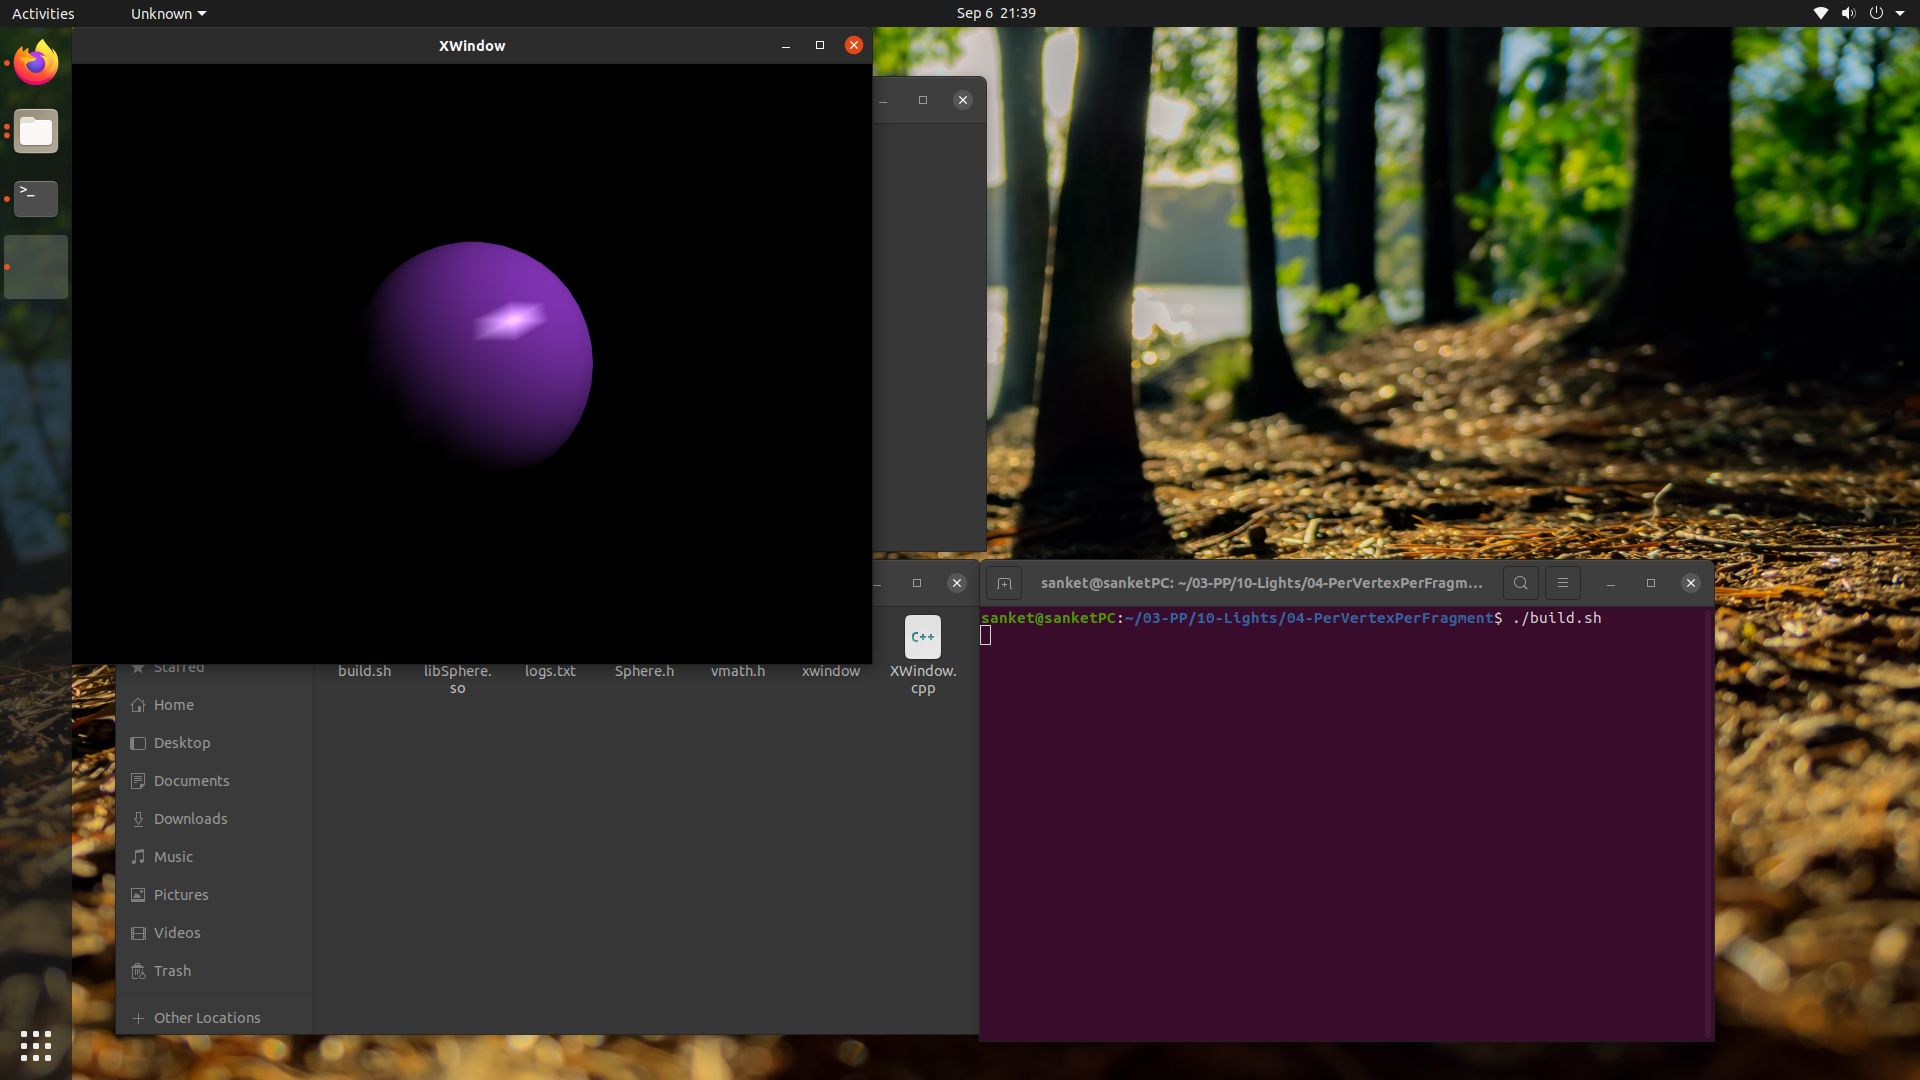 Activities
Unknown
Sep 6 21:39
XWindow
>_
sanket@sanketPC: ~/03-PP/10-Lights/04-PerVertexPerFragm...
sanket@sanketPC:~/03-PP/10-Lights/04-PerVertexPerFragment$ ./build.sh
C++
build.sh
libSphere.
so
logs.txt
Sphere.h
vmath.h
xwindow
XWindow.
cpp
Starred
Home
Desktop
Documents
Downloads
Music
Pictures
Videos
Trash
Other Locations